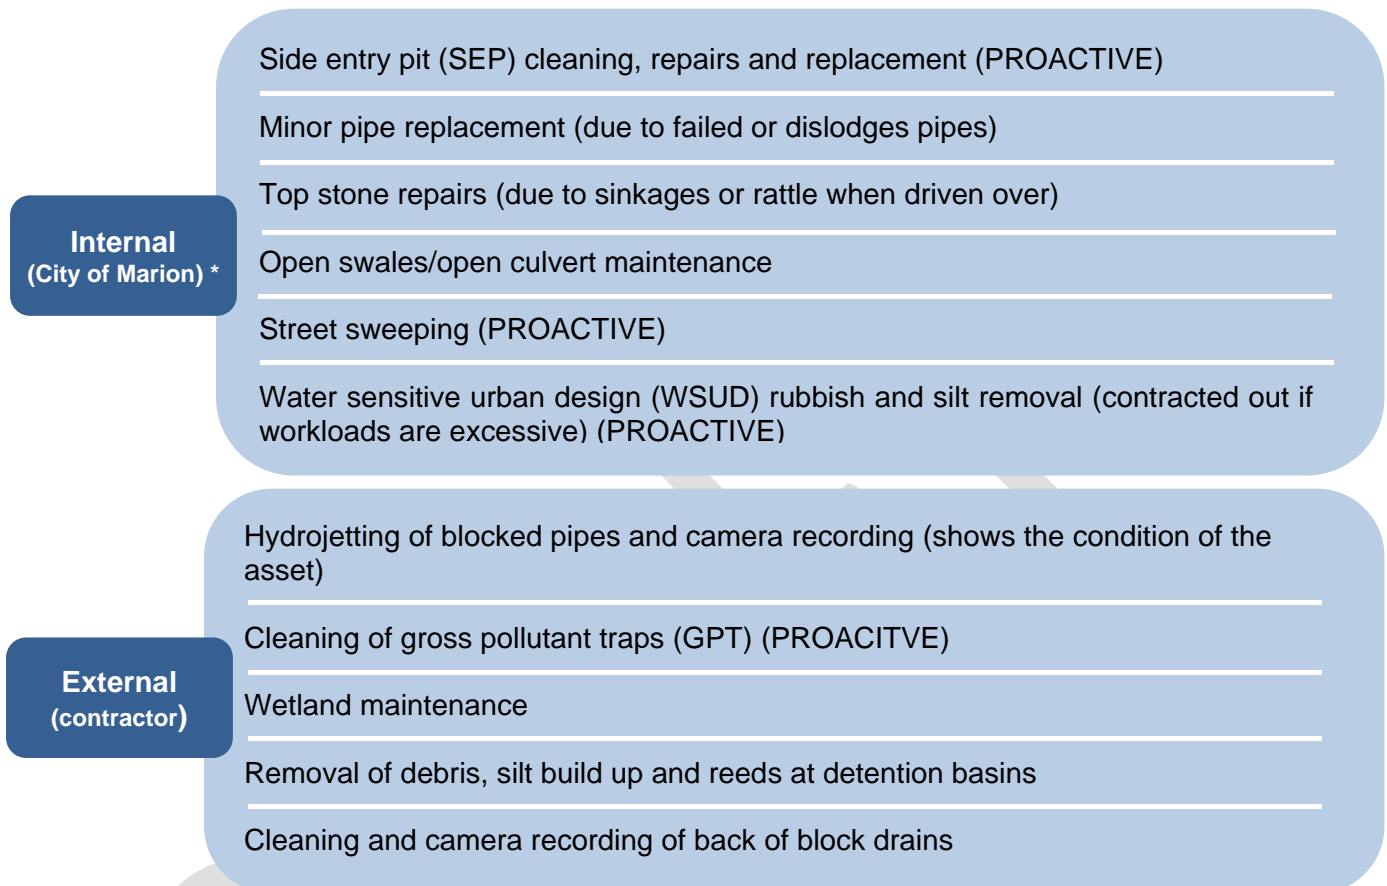 Side entry pit (SEP) cleaning, repairs and replacement (PROACTIVE)
Minor pipe replacement (due to failed or dislodges pipes)
Top stone repairs (due to sinkages or rattle when driven over)
Internal
(City of Marion) *
Open swales/open culvert maintenance
Street sweeping (PROACTIVE)
Water sensitive urban design (WSUD) rubbish and silt removal (contracted out if
workloads are excessive) (PROACTIVE)
Hydrojetting of blocked pipes and camera recording (shows the condition of the
asset)
Cleaning of gross pollutant traps (GPT) (PROACITVE)
External
(contractor)
Wetland maintenance
Removal of debris, silt build up and reeds at detention basins
Cleaning and camera recording of back of block drains